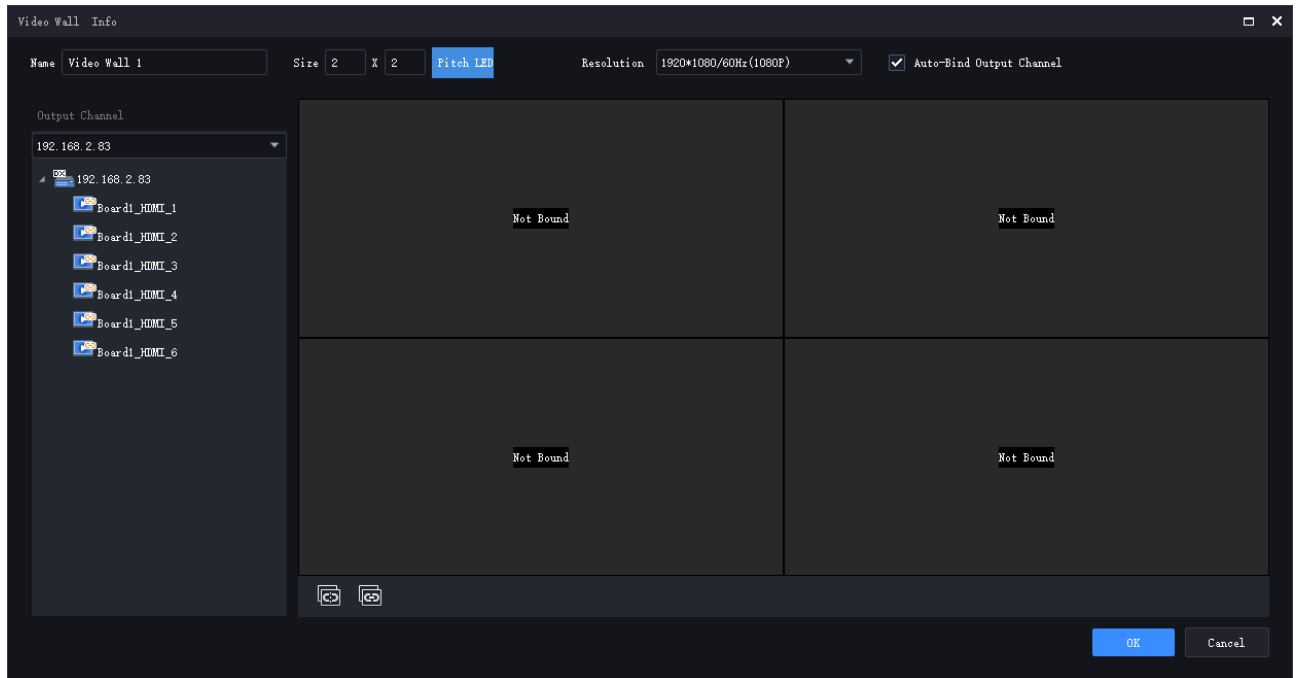 Video Wall Info
Name Video Wall 1 Size 2 X 2 Pitch LED Resolution 1920*1080/60Hz(1080P) Auto-Bind Output Channel
Output Channel
192.168.2.83
DX 192.168.2.83
Board1_HDMI_1
Board1_HDMI_2
Board1_HDMI_3
Board1_HDMI_4
Board1_HDMI_5
Board1_HDMI_6
Not Bound Not Bound
Not Bound Not Bound
OK Cancel